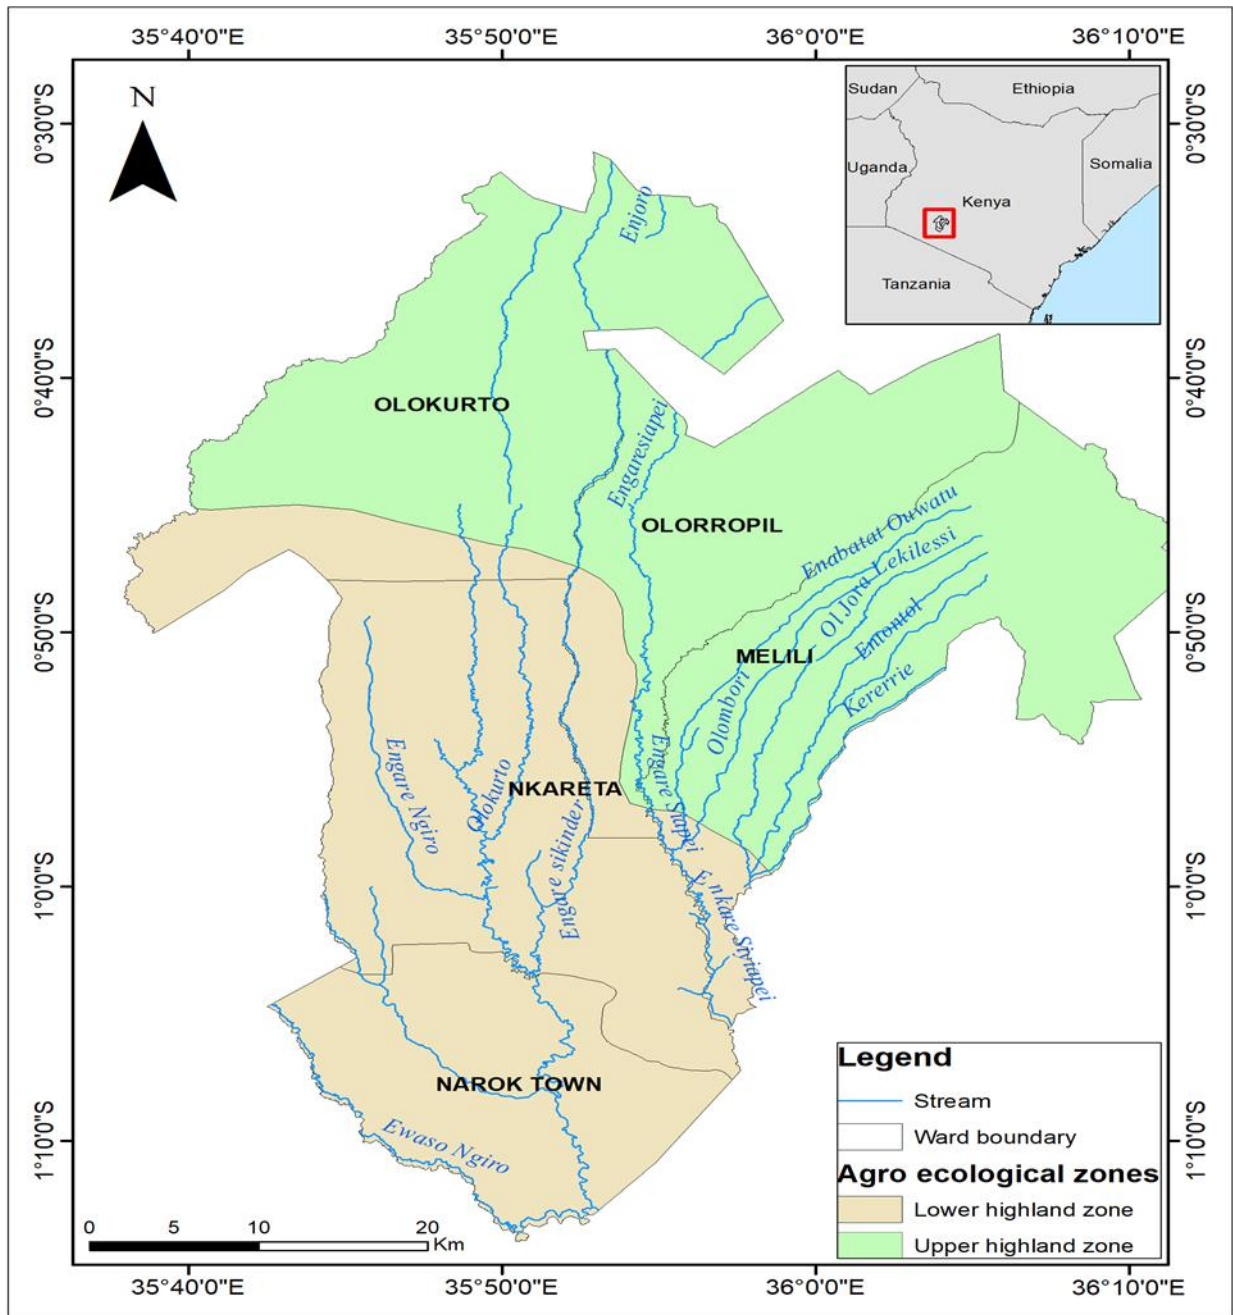 35°40'0"E 35°50'0"E 36°0'0"E 36°10'0"E
N
0°30'0"S
0°30'0"S
Sudan
Ethiopia
Uganda
Somalia
Kenya
Tanzania
Enjoro
0°40'0"S
0°40'0"S
OLOKURTO
Engaresiapei
OLORROPIL
Enabatat Ouwatu
Ol Jora Lekilessi
0°50'0"S
0°50'0"S
MELILI
Entontol
Kererrie
Olombori
Engare Ngiro
Olokurto
NKARETA
Engare Siapei
Engare sikinder
Enkare Siyiapei
1°0'0"S
1°0'0"S
NAROK TOWN
Ewaso Ngiro
1°10'0"S
1°10'0"S
Legend
Stream
Ward boundary
Agro ecological zones
Lower highland zone
Upper highland zone
0 5 10 20
Km
35°40'0"E 35°50'0"E 36°0'0"E 36°10'0"E